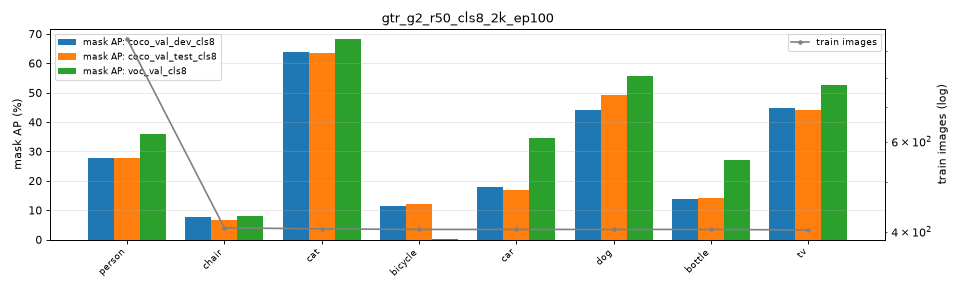 gtr_g2_r50_cls8_2k_ep100
mask AP: coco_val_dev_cls8
mask AP: coco_val_test_cls8
mask AP: voc_val_cls8
train images
mask AP (%)
70
60
50
40
30
20
10
0
6 × 10²
4 × 10²
train images (log)
person
chair
cat
bicycle
car
dog
bottle
tv